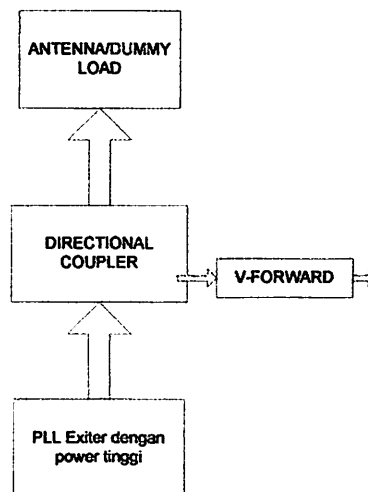 ANTENNA/DUMMY
LOAD
DIRECTIONAL
COUPLER
V-FORWARD
PLL Exiter dengan
power tinggi